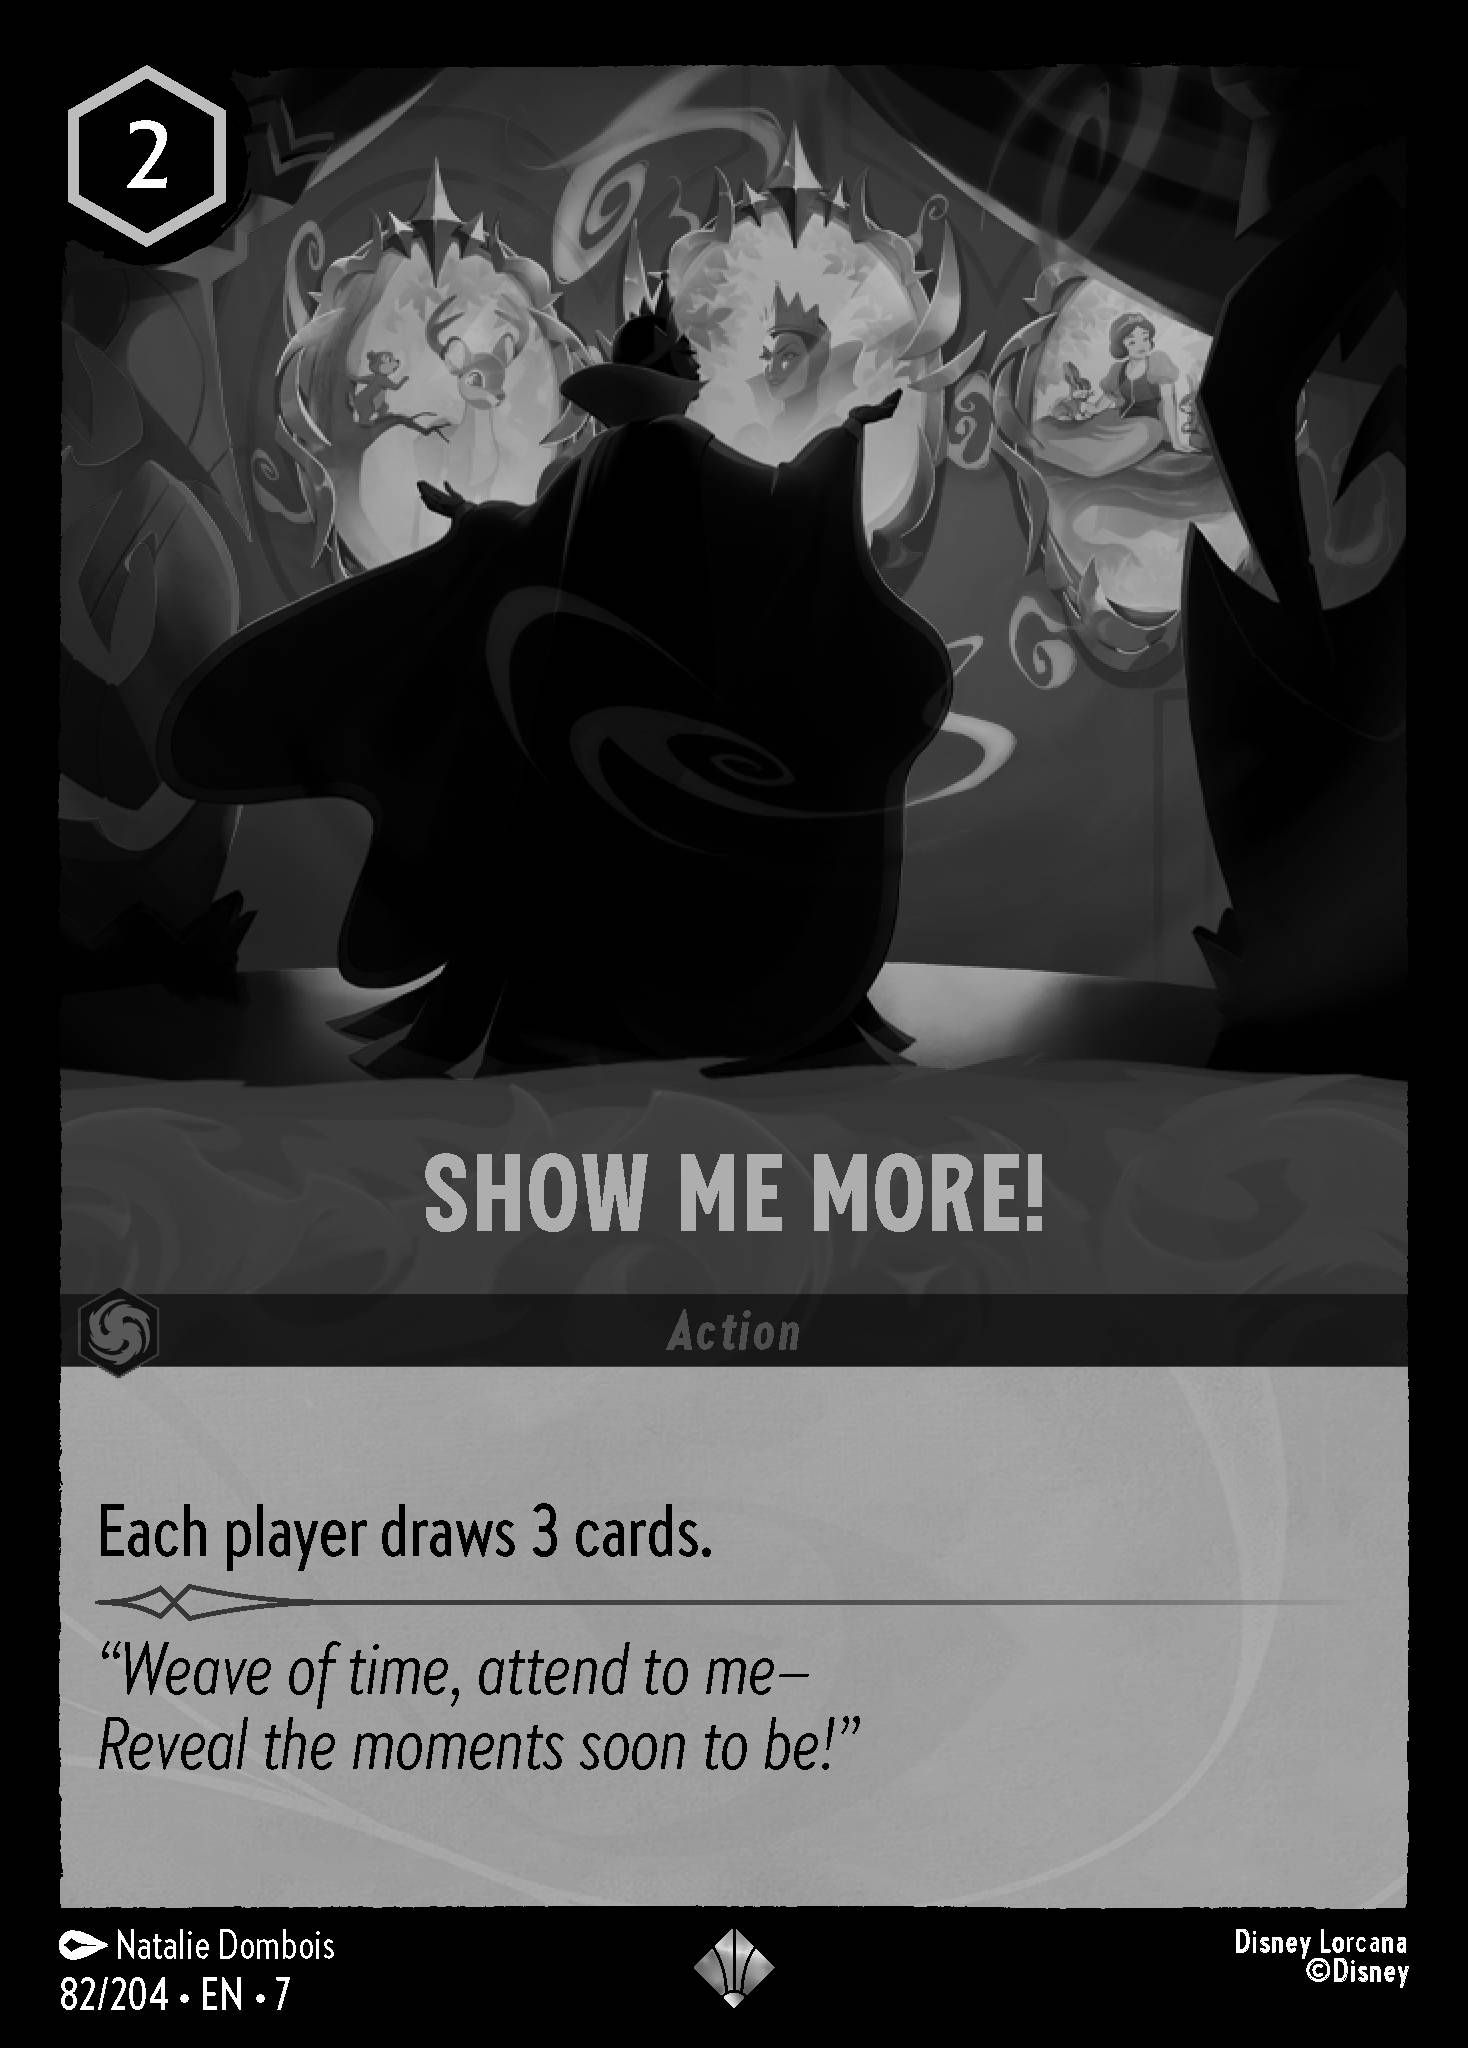 2
SHOW ME MORE!
Action
Each player draws 3 cards.
“Weave of time, attend to me–
Reveal the moments soon to be!”
Natalie Dombois
82/204 • EN • 7
Disney Lorcana
©Disney